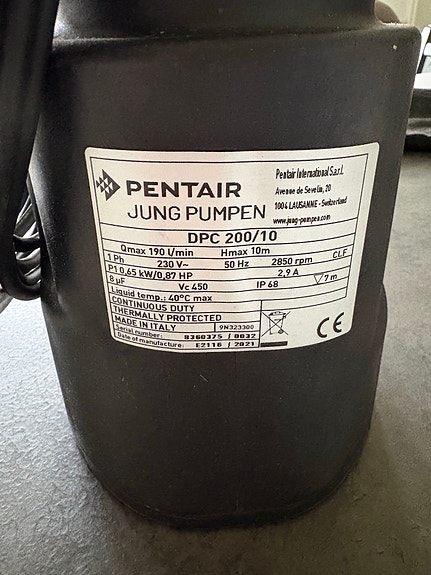 PENTAIR
JUNG PUMPEN
Pentair International S.a.r.l.
Avenue de Sevelin, 20
1004 LAUSANNE - Switzerland
www.jung-pumpen.com
DPC 200/10
Qmax 190 l/min Hmax 10m
1 Ph 230 V~ 50 Hz 2850 rpm CL.F
P1 0,65 kW/0,87 HP 2,9 A
8 µF Vc 450 IP 68 7 m
Liquid temp.: 40°C max
CONTINUOUS DUTY
THERMALLY PROTECTED
MADE IN ITALY 9N323300
Serial number: 8360375 / 0032
Date of manufacture: E2116 / 2021
CE